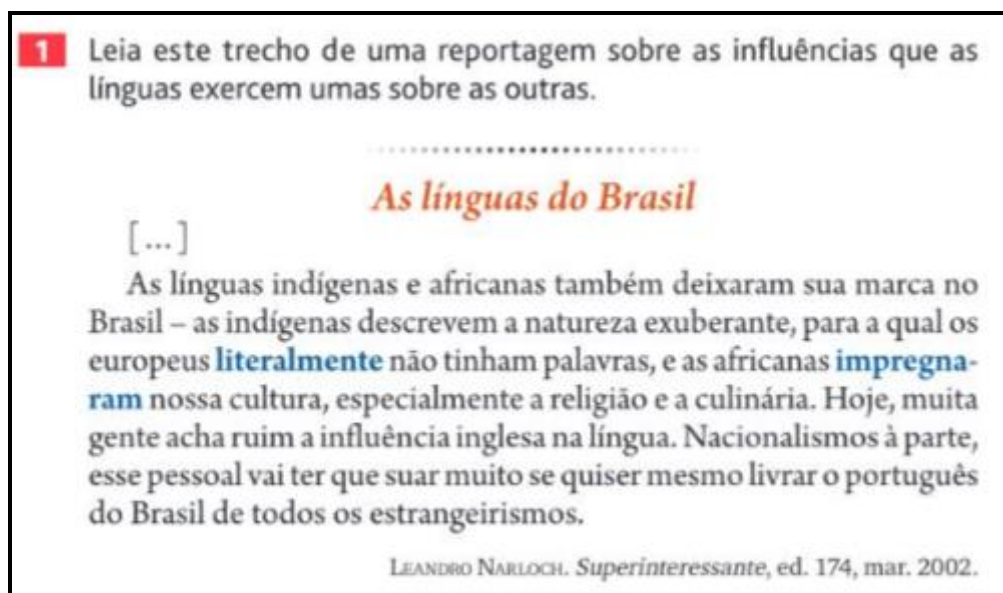 1 Leia este trecho de uma reportagem sobre as influências que as
línguas exercem umas sobre as outras.
As línguas do Brasil
[...]
As línguas indígenas e africanas também deixaram sua marca no
Brasil – as indígenas descrevem a natureza exuberante, para a qual os
europeus literalmente não tinham palavras, e as africanas impregna-
ram nossa cultura, especialmente a religião e a culinária. Hoje, muita
gente acha ruim a influência inglesa na língua. Nacionalismos à parte,
esse pessoal vai ter que suar muito se quiser mesmo livrar o português
do Brasil de todos os estrangeirismos.
LEANDRO NARLOCH. Superinteressante, ed. 174, mar. 2002.